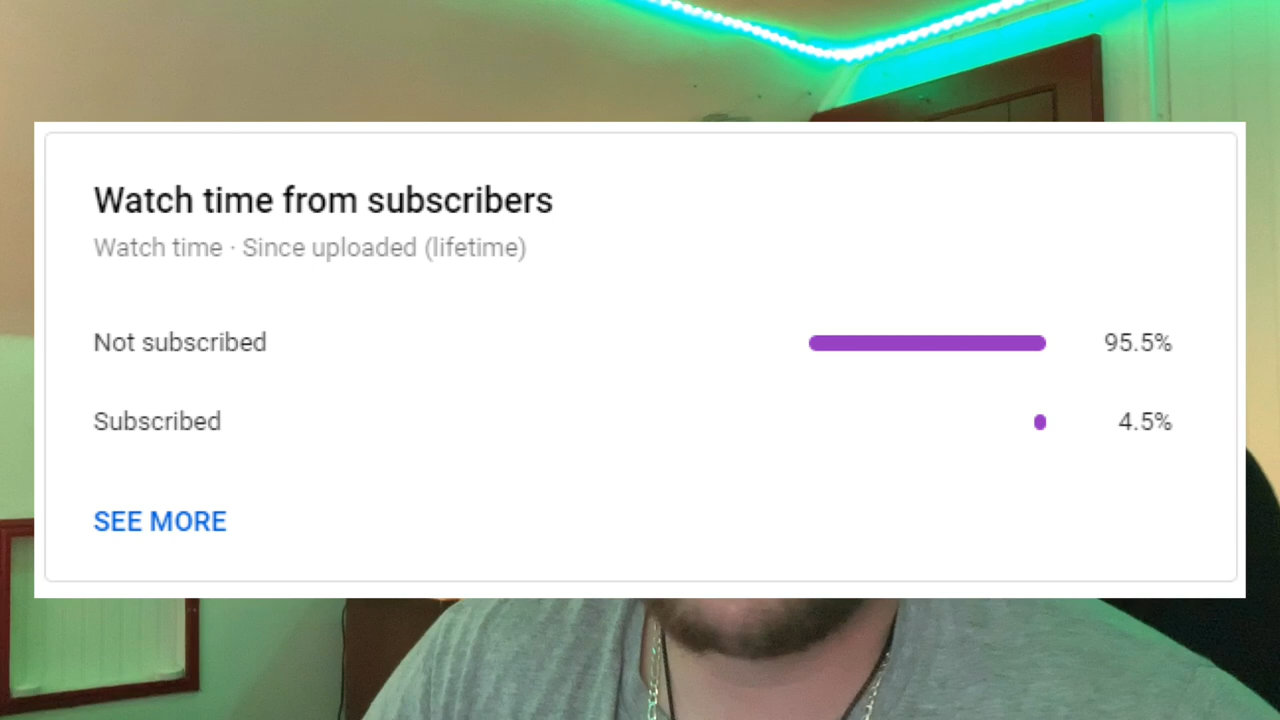 Watch time from subscribers
Watch time · Since uploaded (lifetime)
Not subscribed 95.5%
Subscribed 4.5%
SEE MORE